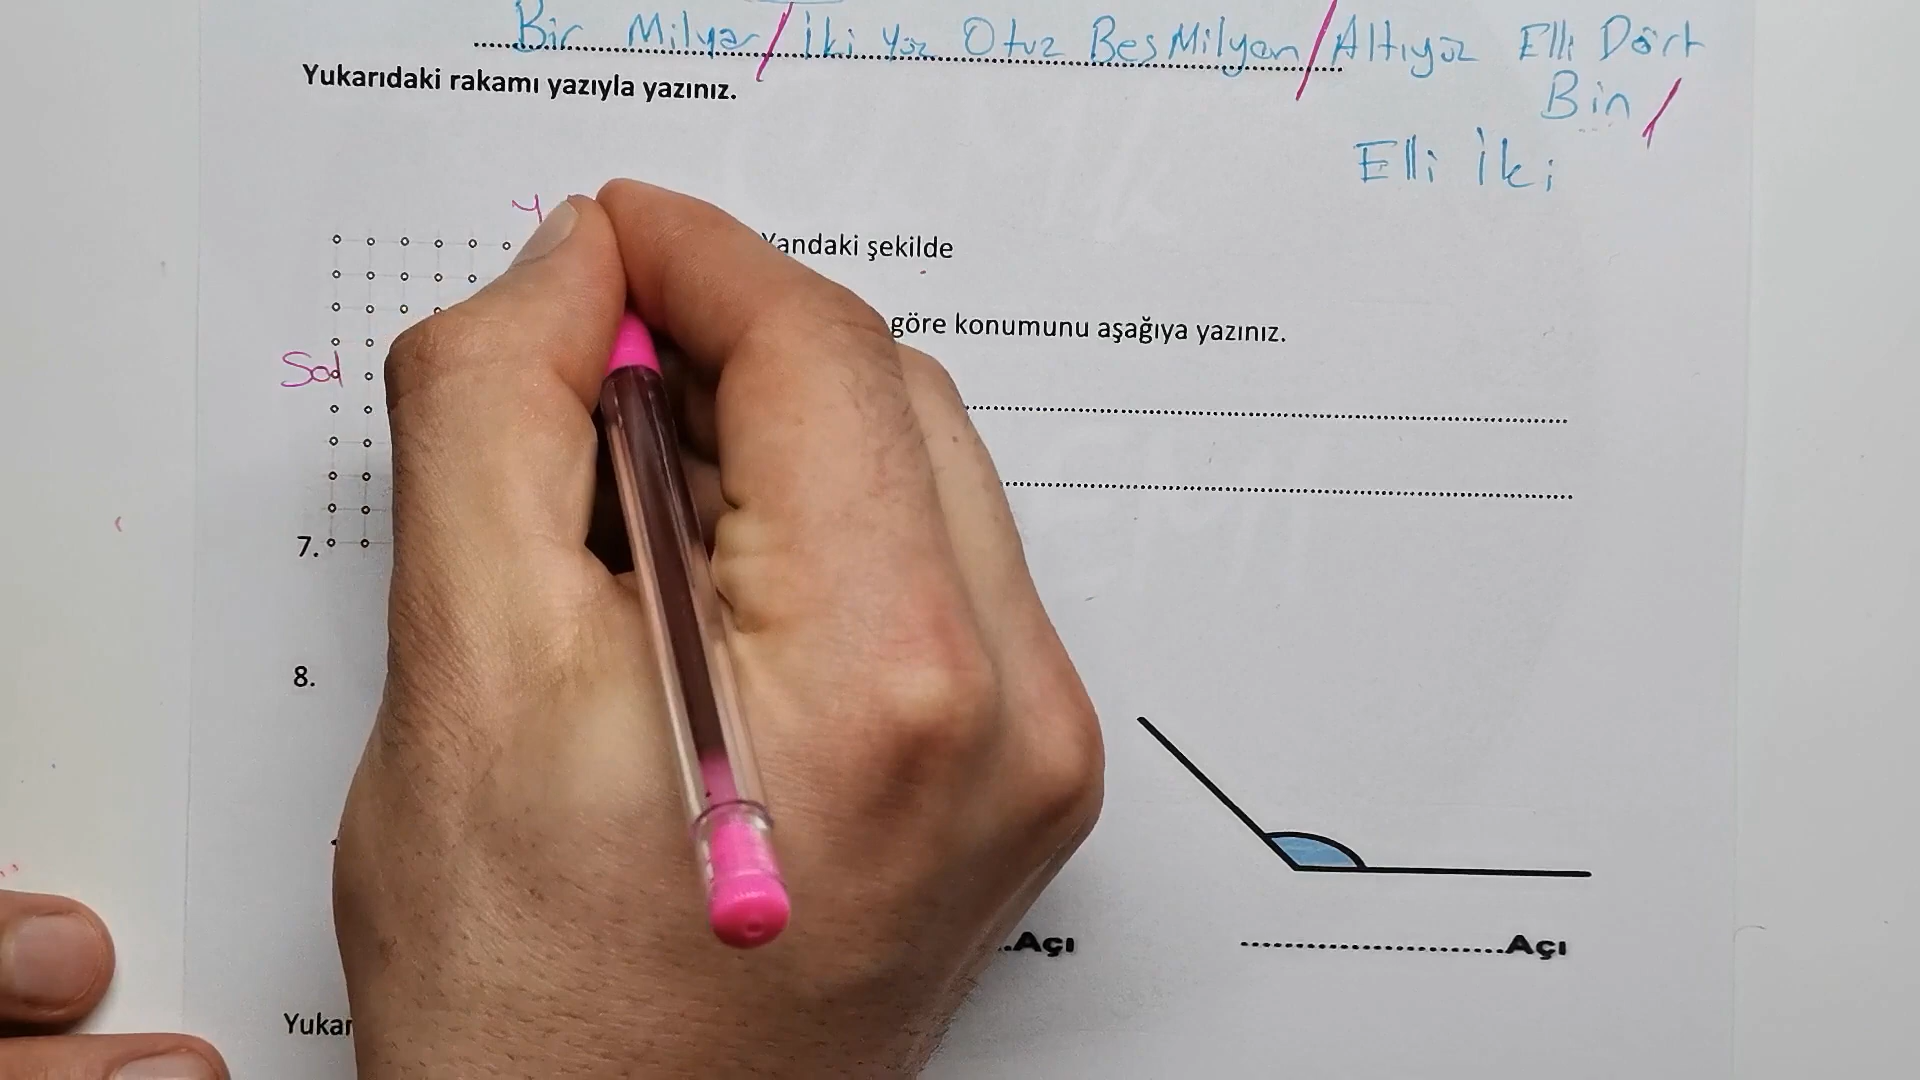 Bir Milyar/İki Yüz Otuz Beş Milyon/Altıyüz Elli Dört
Bin/
Elli İki
Yukarıdaki rakamı yazıyla yazınız.
Y
Yandaki şekilde
göre konumunu aşağıya yazınız.
Sol
7.
8.
..Açı
........................Açı
Yukar